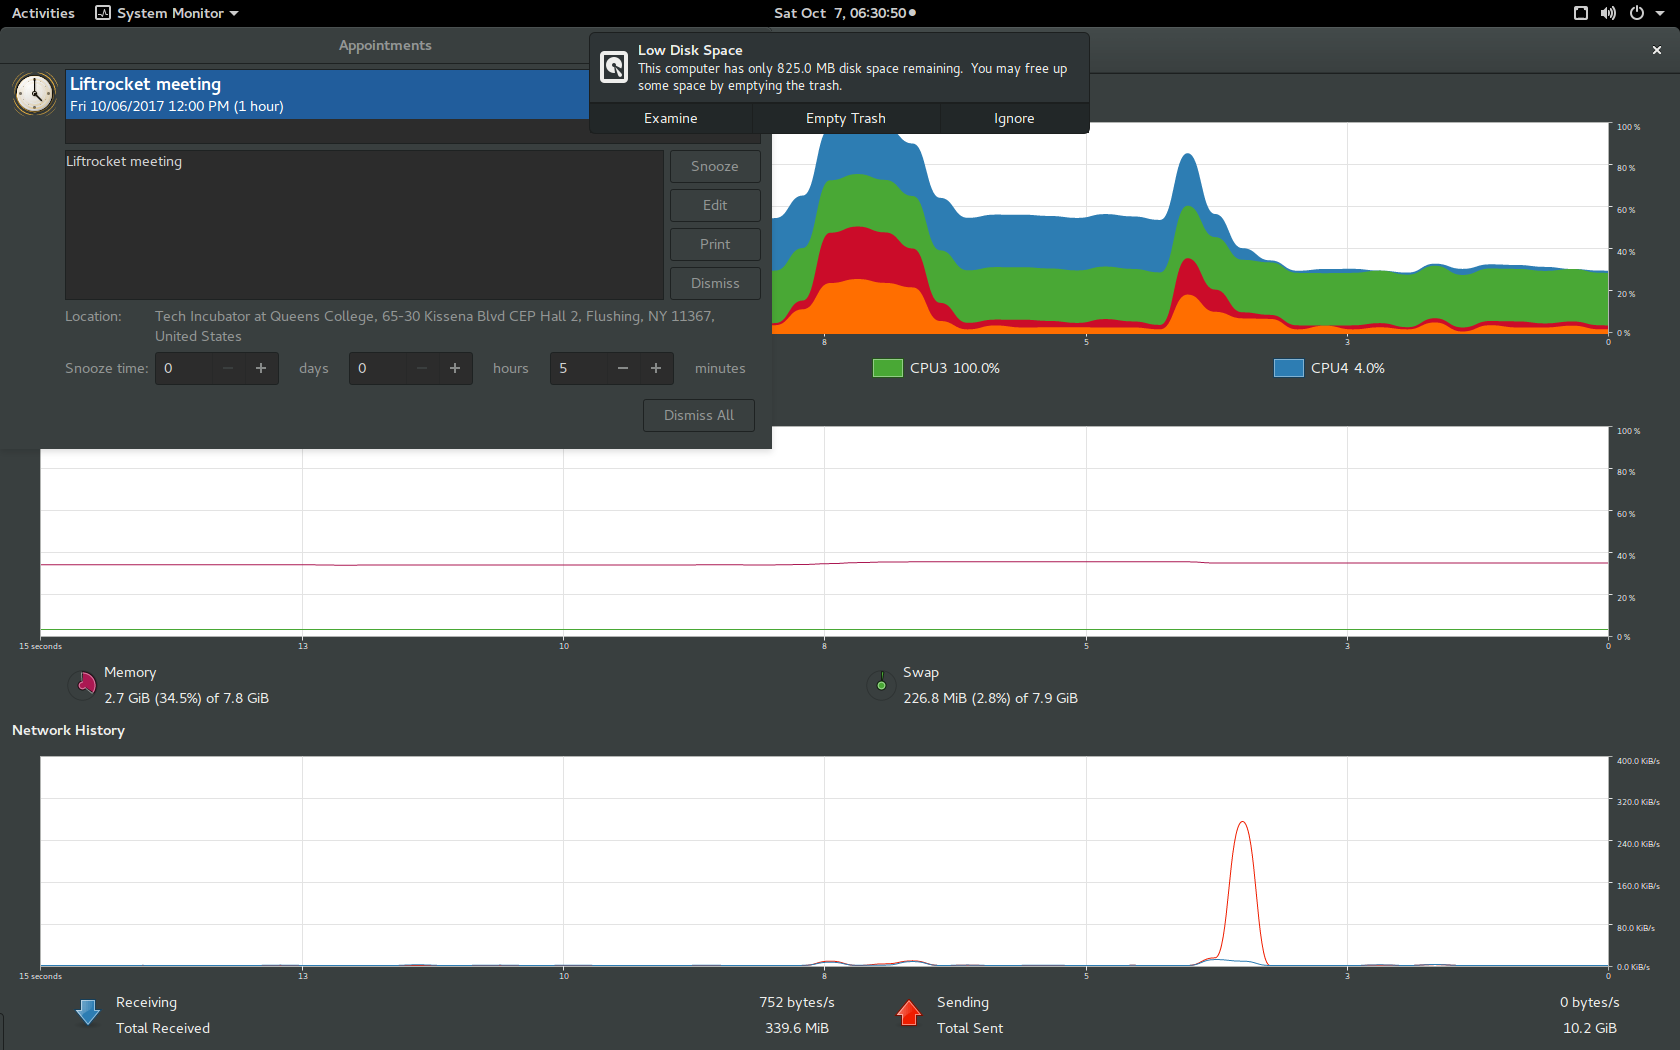 Activities
System Monitor
Sat Oct 7, 06:30:50
Appointments
Liftrocket meeting
Fri 10/06/2017 12:00 PM (1 hour)
Low Disk Space
This computer has only 825.0 MB disk space remaining. You may free up
some space by emptying the trash.
Examine
Empty Trash
Ignore
Liftrocket meeting
Snooze
Edit
Print
Dismiss
Location:
Tech Incubator at Queens College, 65-30 Kissena Blvd CEP Hall 2, Flushing, NY 11367,
United States
Snooze time:
0
days
0
hours
5
minutes
Dismiss All
100 %
80 %
60 %
40 %
20 %
0 %
8
5
3
0
CPU3 100.0%
CPU4 4.0%
100 %
80 %
60 %
40 %
20 %
0 %
15 seconds
13
10
8
5
3
0
Memory
2.7 GiB (34.5%) of 7.8 GiB
Swap
226.8 MiB (2.8%) of 7.9 GiB
Network History
400.0 KiB/s
320.0 KiB/s
240.0 KiB/s
160.0 KiB/s
80.0 KiB/s
0.0 KiB/s
15 seconds
13
10
8
5
3
0
Receiving
752 bytes/s
Total Received
339.6 MiB
Sending
0 bytes/s
Total Sent
10.2 GiB